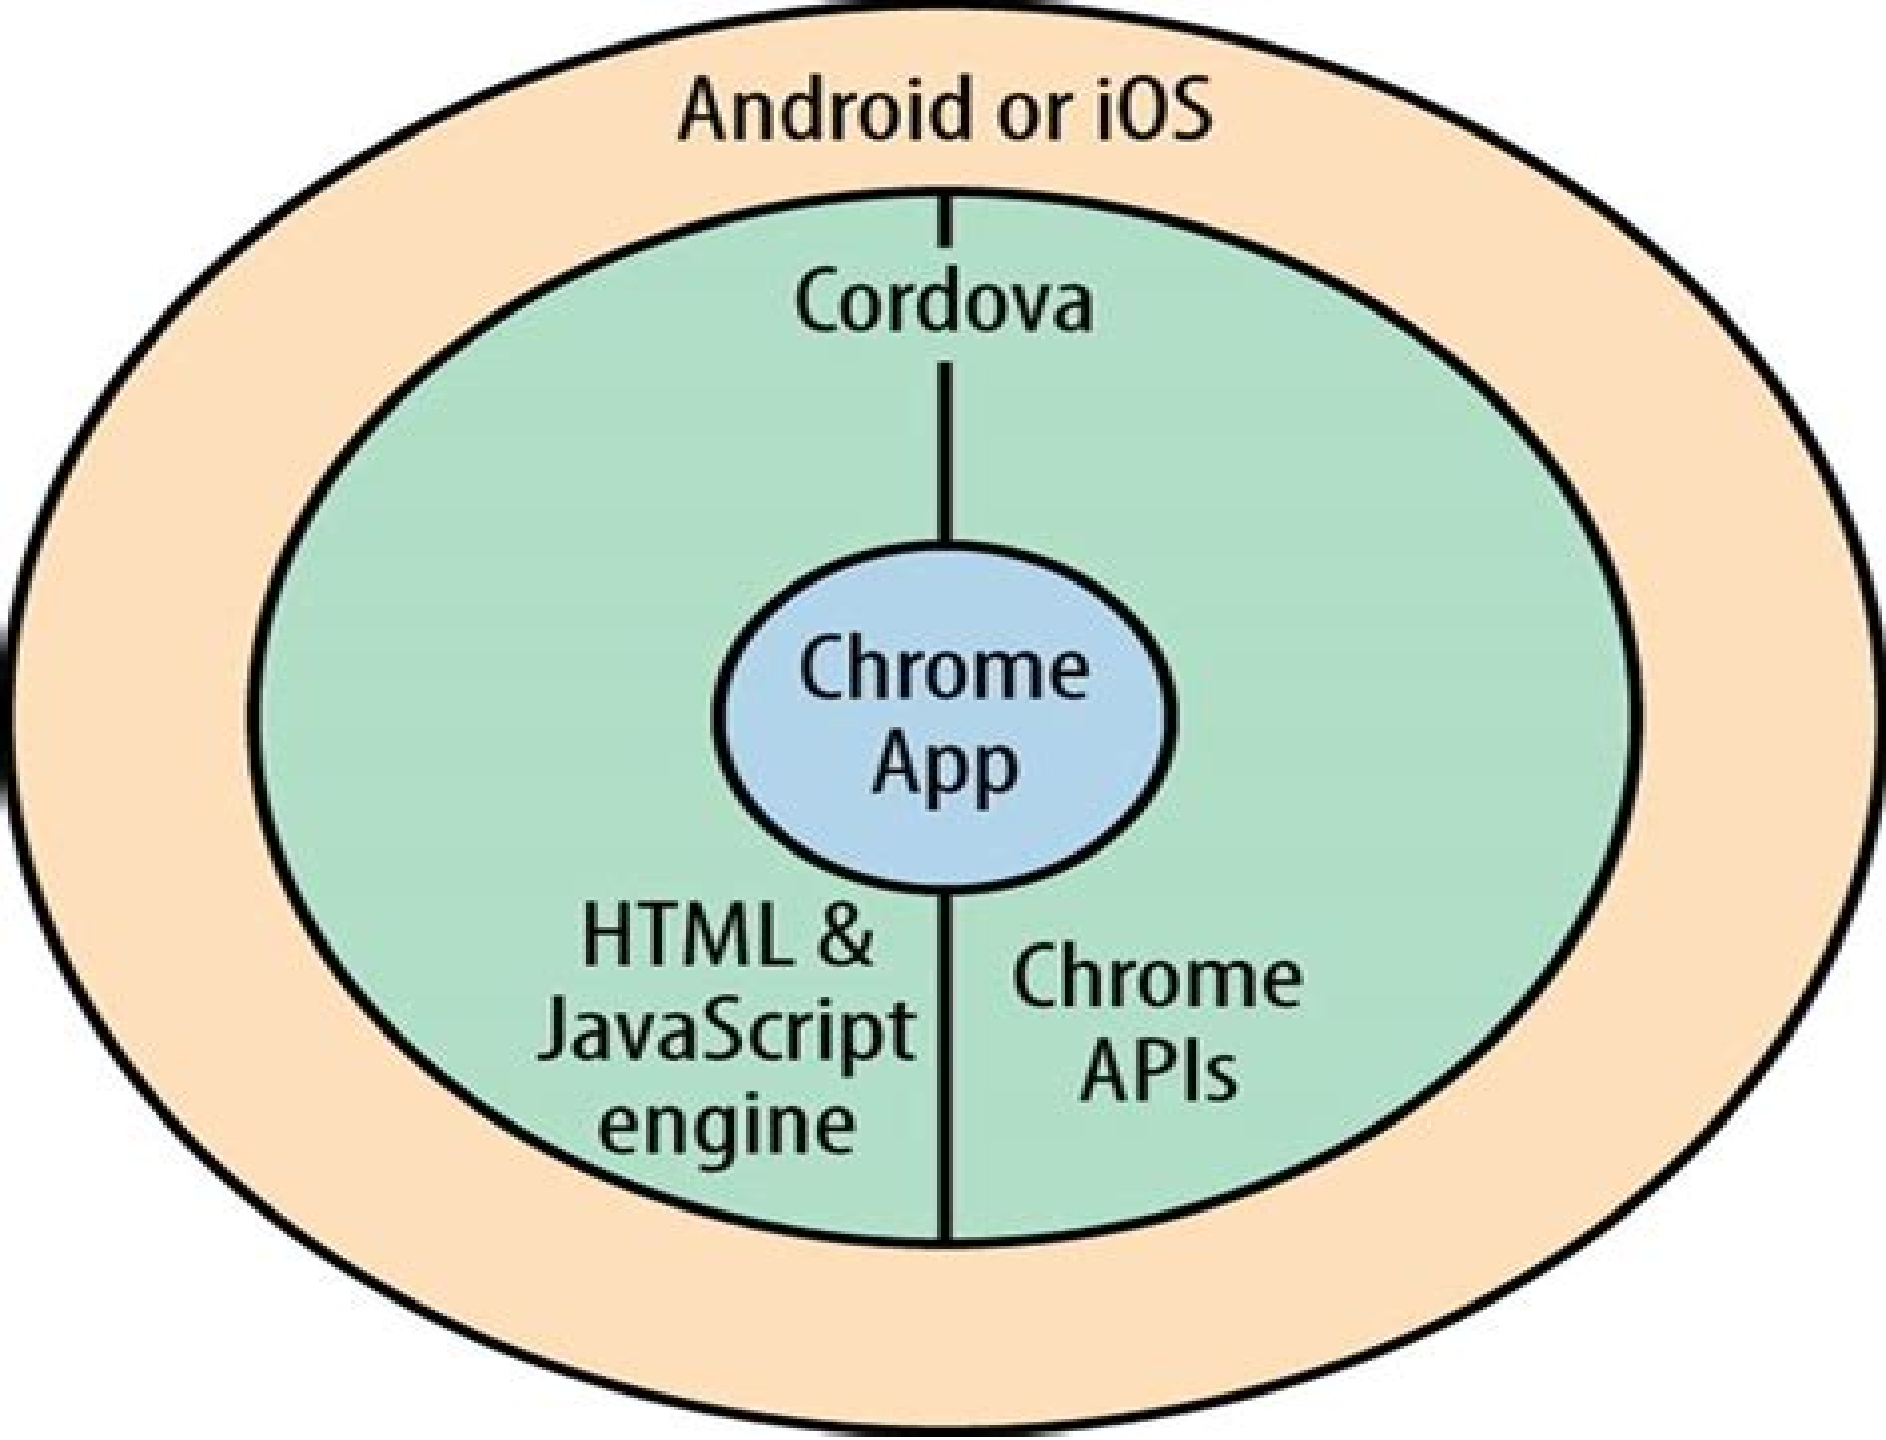 Android or iOS
Cordova
Chrome
App
HTML &
JavaScript
engine
Chrome
APIs